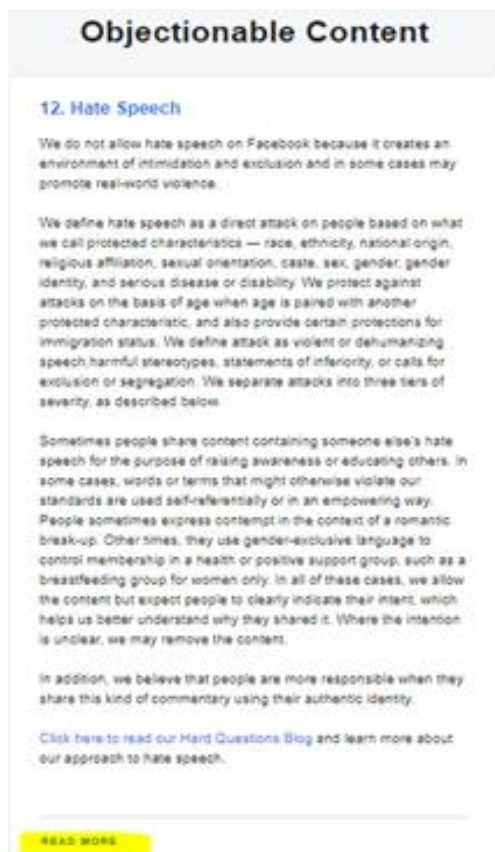 Objectionable Content
12. Hate Speech
We do not allow hate speech on Facebook because it creates an
environment of intimidation and exclusion and in some cases may
promote real-world violence.
We define hate speech as a direct attack on people based on what
we call protected characteristics — race, ethnicity, national origin,
religious affiliation, sexual orientation, caste, sex, gender, gender
identity, and serious disease or disability. We protect against
attacks on the basis of age when age is paired with another
protected characteristic, and also provide certain protections for
immigration status. We define attack as violent or dehumanizing
speech,harmful stereotypes, statements of inferiority, or calls for
exclusion or segregation. We separate attacks into three tiers of
severity, as described below.
Sometimes people share content containing someone else's hate
speech for the purpose of raising awareness or educating others. In
some cases, words or terms that might otherwise violate our
standards are used self-referentially or in an empowering way.
People sometimes express contempt in the context of a romantic
break-up. Other times, they use gender-exclusive language to
control membership in a health or positive support group, such as a
breastfeeding group for women only. In all of these cases, we allow
the content but expect people to clearly indicate their intent, which
helps us better understand why they shared it. Where the intention
is unclear, we may remove the content.
In addition, we believe that people are more responsible when they
share this kind of commentary using their authentic identity.
Click here to read our Hard Questions Blog and learn more about
our approach to hate speech.
READ MORE